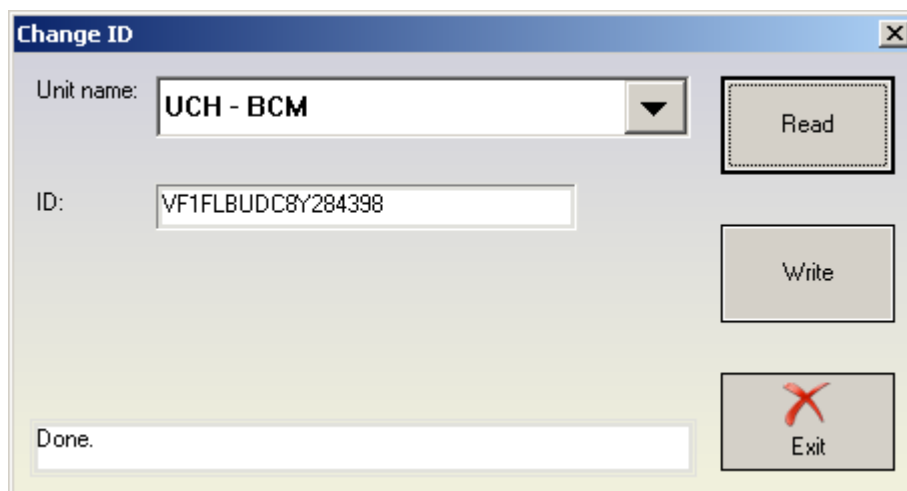 Change ID
Unit name:
UCH - BCM
Read
ID:
VF1FLBUDC8Y284398
Write
Done.
Exit